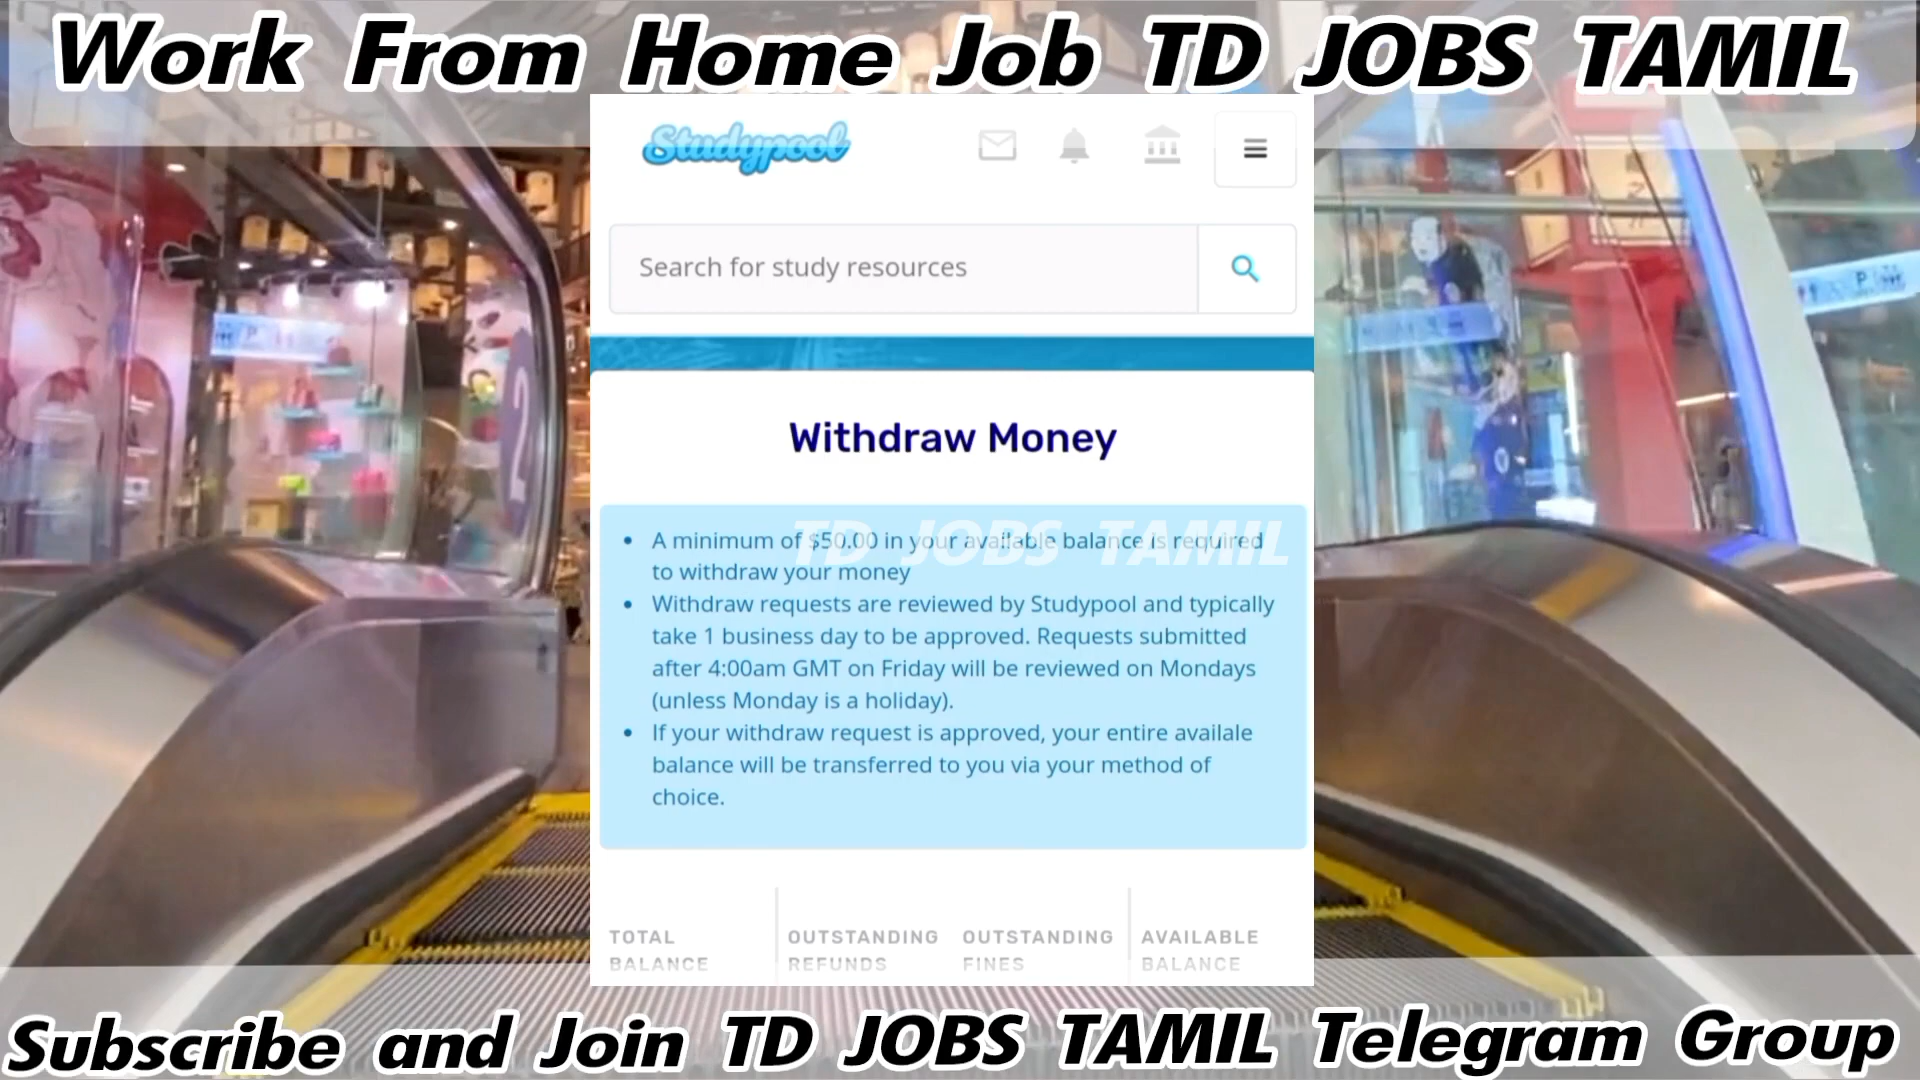 Work From Home Job TD JOBS TAMIL
Studypool
Search for study resources
Withdraw Money
TD JOBS TAMIL
• A minimum of $50.00 in your available balance is required
to withdraw your money
• Withdraw requests are reviewed by Studypool and typically
take 1 business day to be approved. Requests submitted
after 4:00am GMT on Friday will be reviewed on Mondays
(unless Monday is a holiday).
• If your withdraw request is approved, your entire availale
balance will be transferred to you via your method of
choice.
TOTAL
BALANCE
OUTSTANDING
REFUNDS
OUTSTANDING
FINES
AVAILABLE
BALANCE
2
P
P
Subscribe and Join TD JOBS TAMIL Telegram Group